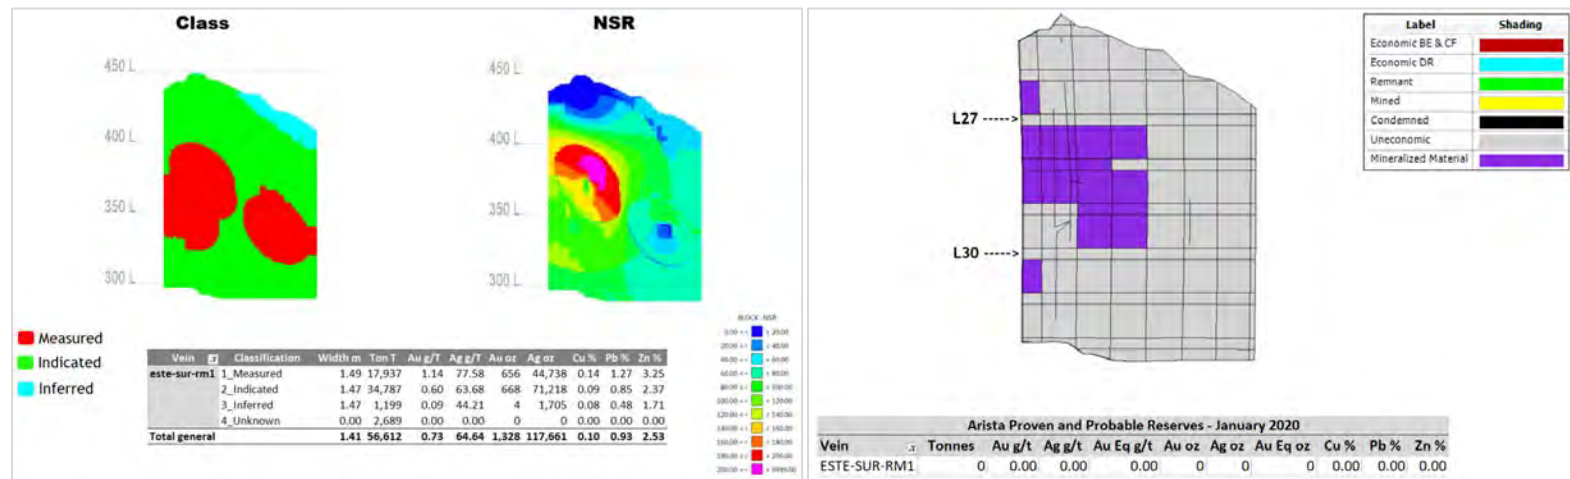 Class
NSR
450 L
400 L
350 L
300 L
450 L
400 L
350 L
300 L
Measured
Indicated
Inferred
Vein Classification Width m Ton T Au g/T Ag g/T Au oz Ag oz Cu % Pb % Zn %
este-sur-rm1 1_Measured 1.49 17,937 1.14 77.58 656 44,738 0.14 1.27 3.25
2_Indicated 1.47 34,787 0.60 63.68 668 71,218 0.09 0.85 2.37
3_Inferred 1.47 1,199 0.09 44.21 4 1,705 0.08 0.48 1.71
4_Unknown 0.00 2,689 0.00 0.00 0 0 0.00 0.00 0.00
Total general 1.41 56,612 0.73 64.64 1,328 117,661 0.10 0.93 2.53
BLOCK NSR
L27 ---->
L30 ---->
Label Shading
Economic BE & CF
Economic DR
Remnant
Mined
Condemned
Uneconomic
Mineralized Material
Arista Proven and Probable Reserves - January 2020
Vein Tonnes Au g/t Ag g/t Au Eq g/t Au oz Ag oz Au Eq oz Cu % Pb % Zn %
ESTE-SUR-RM1 0 0.00 0.00 0.00 0 0 0 0.00 0.00 0.00